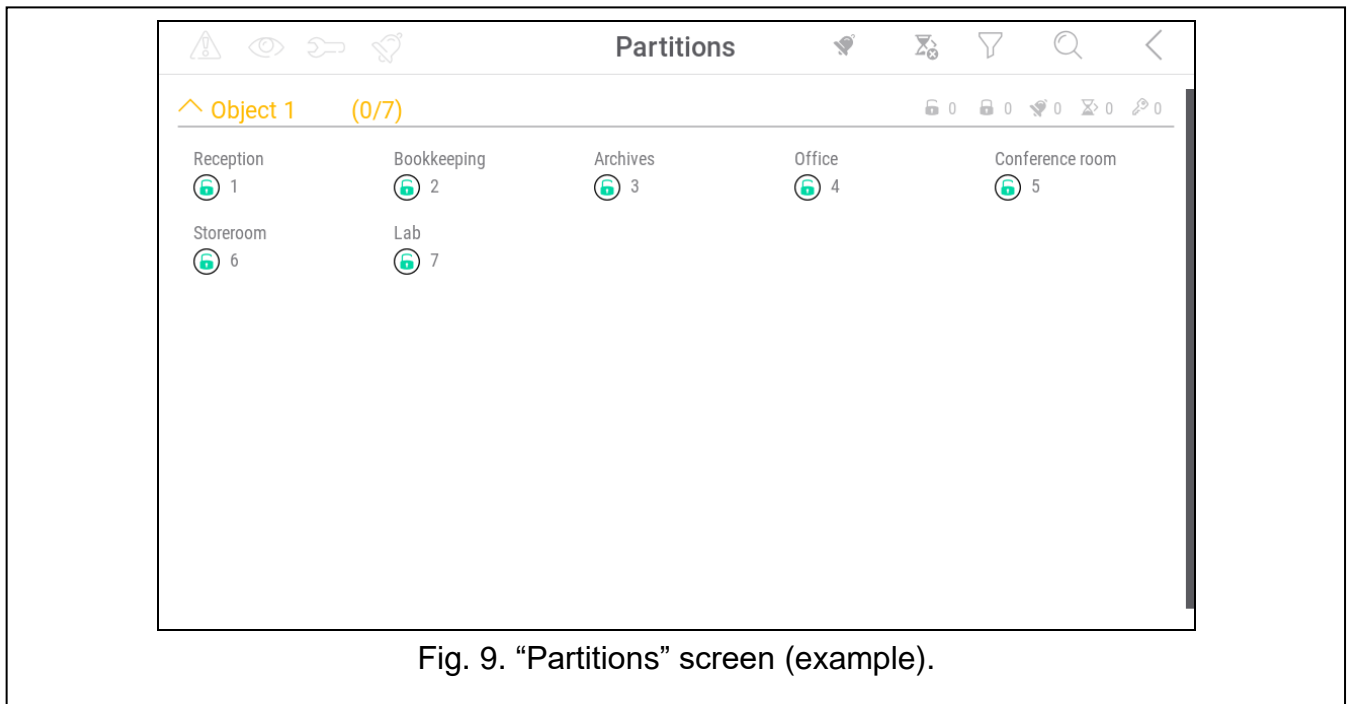 Partitions
Object 1 (0/7) 0 0 0 0 0
Reception Bookkeeping Archives Office Conference room
1 2 3 4 5
Storeroom Lab
6 7
Fig. 9. “Partitions” screen (example).